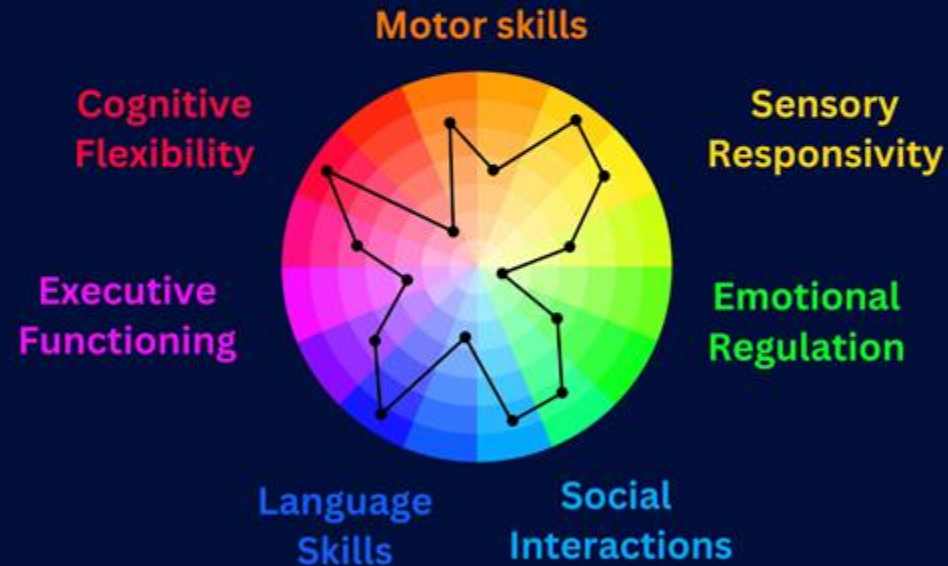 Motor skills
Cognitive
Flexibility
Sensory
Responsivity
Executive
Functioning
Emotional
Regulation
Language
Skills
Social
Interactions